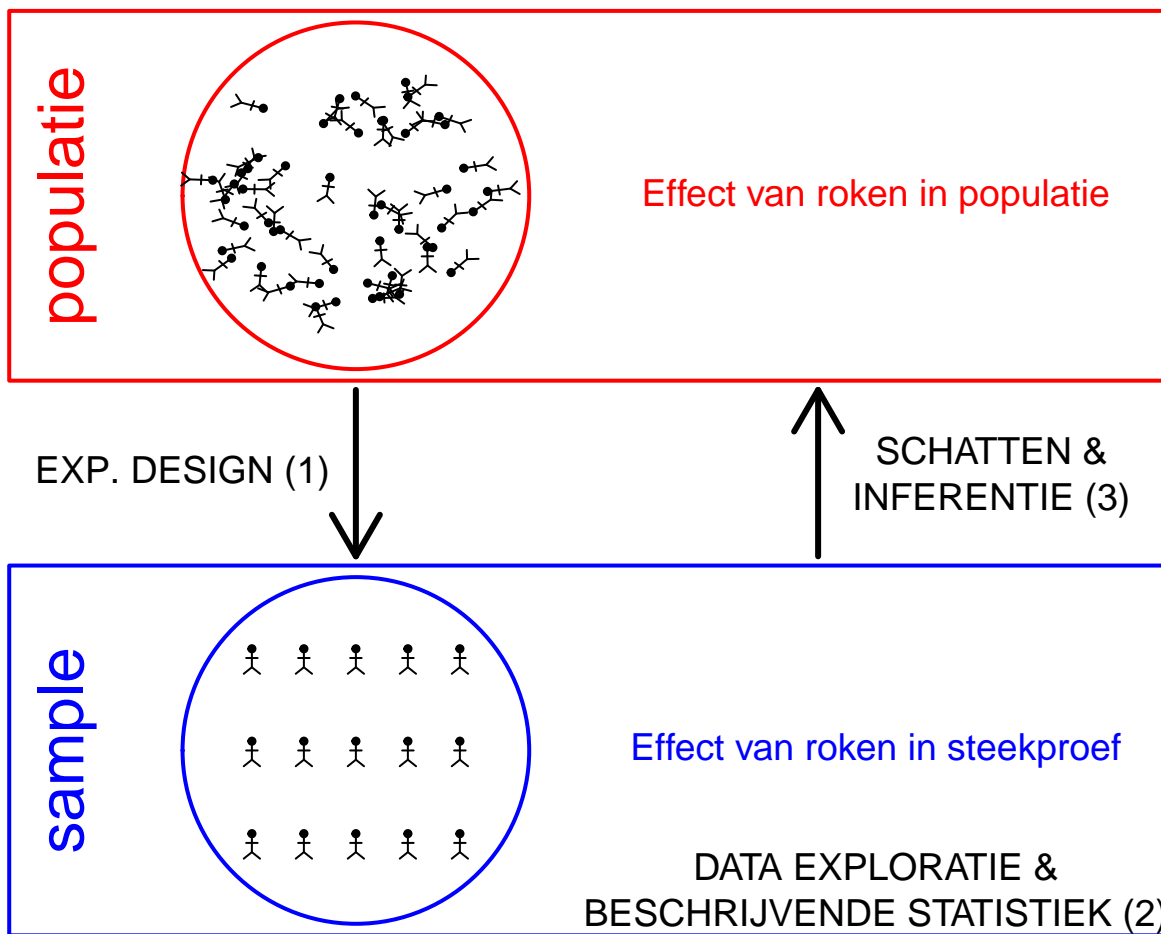 populatie
Effect van roken in populatie
EXP. DESIGN (1)
SCHATTEN &
INFERENTIE (3)
sample
Effect van roken in steekproef
DATA EXPLORATIE &
BESCHRIJVENDE STATISTIEK (2)